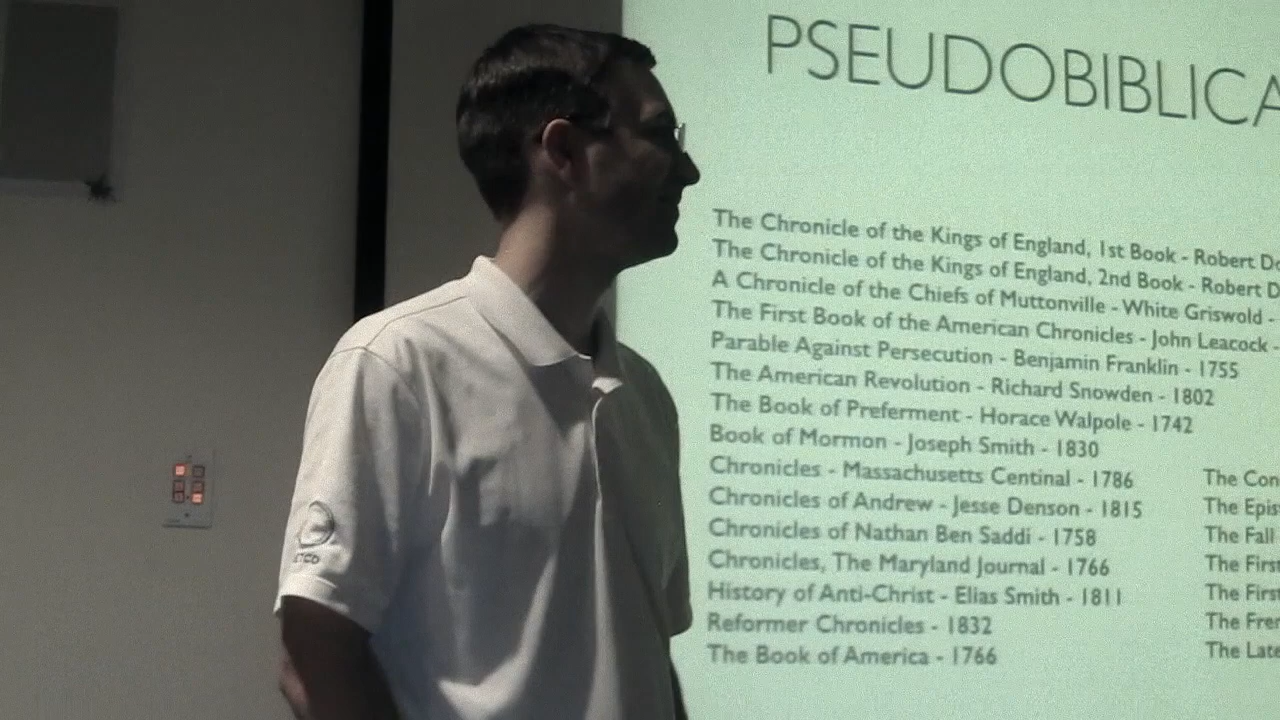 PSEUDOBIBLICA
The Chronicle of the Kings of England, 1st Book - Robert
The Chronicle of the Kings of England, 2nd Book - Robert
A Chronicle of the Chiefs of Muttonville - White Griswold -
The First Book of the American Chronicles - John Leacock -
Parable Against Persecution - Benjamin Franklin - 1755
The American Revolution - Richard Snowden - 1802
The Book of Preferment - Horace Walpole - 1742
Book of Mormon - Joseph Smith - 1830
Chronicles - Massachusetts Centinal - 1786
Chronicles of Andrew - Jesse Denson - 1815
Chronicles of Nathan Ben Saddi - 1758
Chronicles, The Maryland Journal - 1766
History of Anti-Christ - Elias Smith - 1811
Reformer Chronicles - 1832
The Book of America - 1766
The Con
The Epis
The Fall
The First
The First
The Fren
The Late